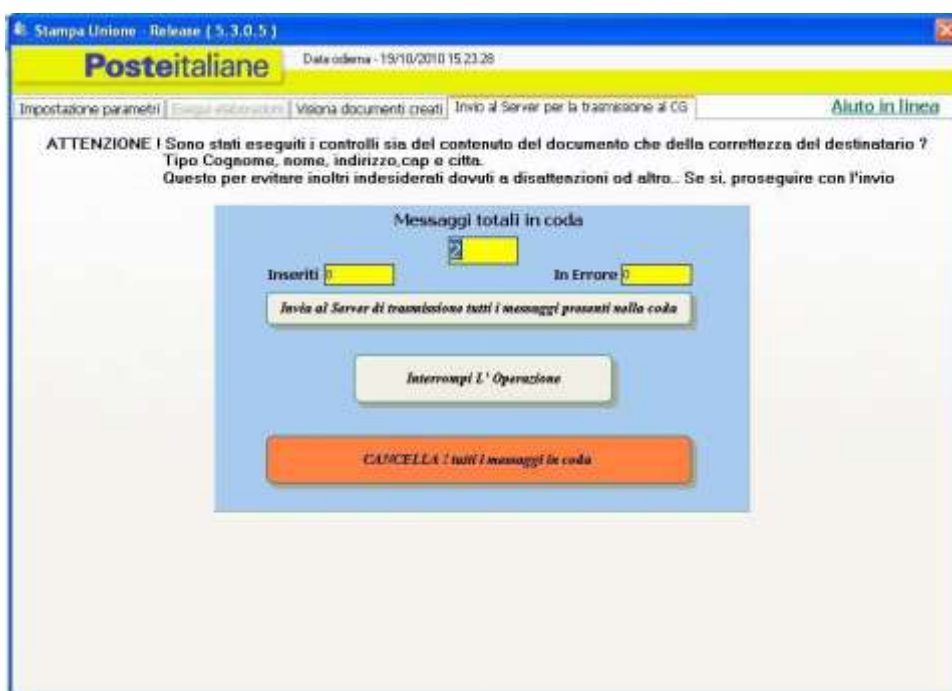 Stampa Unione - Release ( 5.3.0.5 )
Posteitaliane
Data odierna - 19/10/2010 15.23.28
Impostazione parametri Esegui elaborazioni Visiona documenti creati Invio al Server per la trasmissione al CG Aiuto in linea
ATTENZIONE ! Sono stati eseguiti i controlli sia del contenuto del documento che della correttezza del destinatario ?
Tipo Cognome, nome, indirizzo,cap e citta.
Questo per evitare inoltri indesiderati dovuti a disattenzioni od altro.. Se si, proseguire con l'invio
Messaggi totali in coda
2
Inseriti 0 In Errore 0
Invia al Server di trasmissione tutti i messaggi presenti nella coda
Interrompi L' Operazione
CANCELLA ! tutti i messaggi in coda